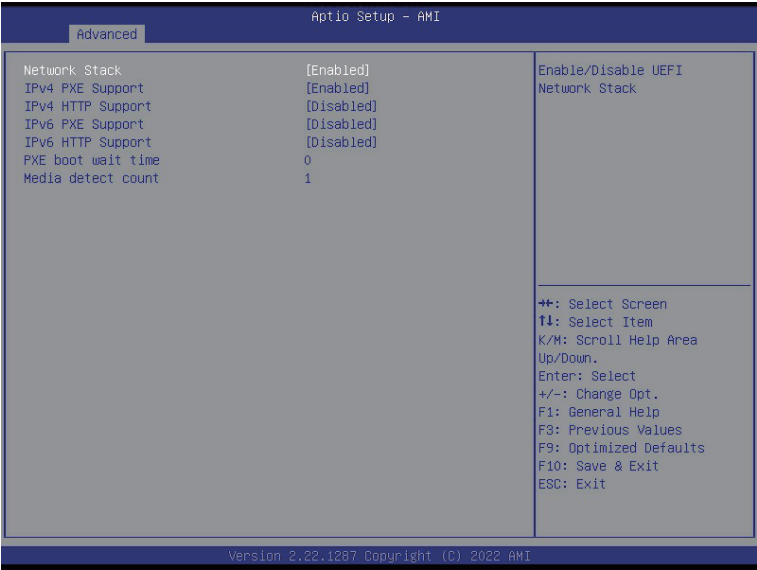 Aptio Setup – AMI
Advanced
Network Stack [Enabled]
IPv4 PXE Support [Enabled]
IPv4 HTTP Support [Disabled]
IPv6 PXE Support [Disabled]
IPv6 HTTP Support [Disabled]
PXE boot wait time 0
Media detect count 1
Enable/Disable UEFI
Network Stack
→←: Select Screen
↑↓: Select Item
K/M: Scroll Help Area
Up/Down.
Enter: Select
+/-: Change Opt.
F1: General Help
F3: Previous Values
F9: Optimized Defaults
F10: Save & Exit
ESC: Exit
Version 2.22.1287 Copyright (C) 2022 AMI